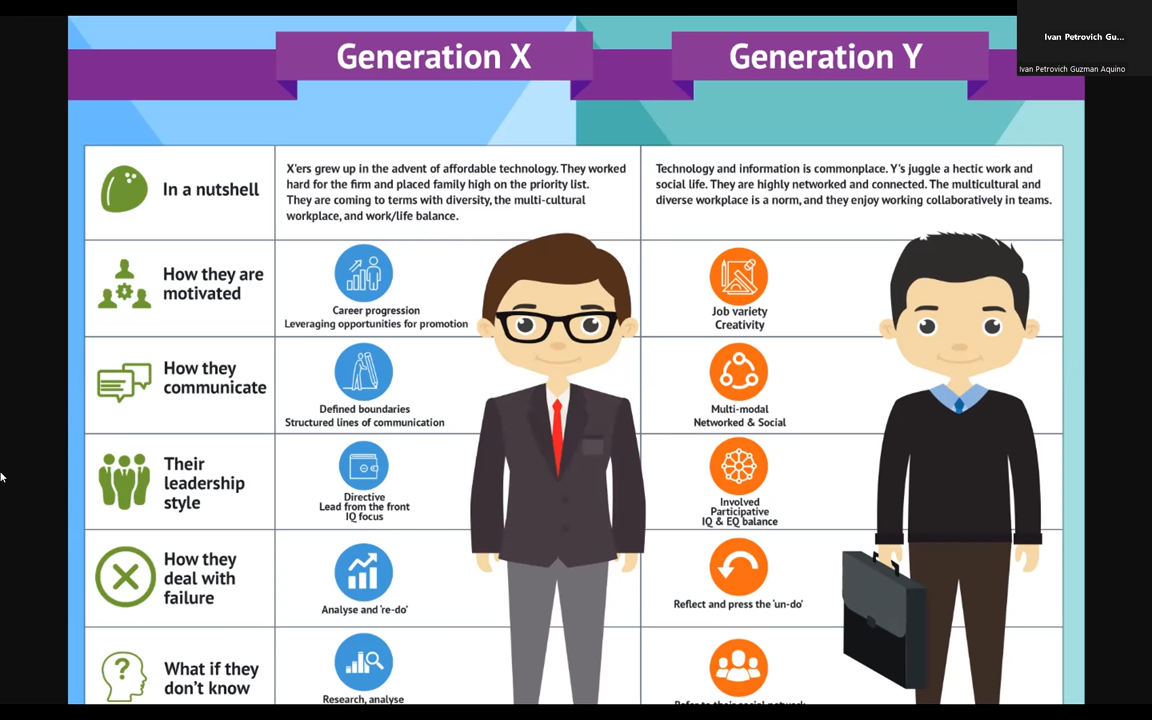 Generation X
Generation Y
Ivan Petrovich Gu...
Ivan Petrovich Guzman Aquino
In a nutshell
X'ers grew up in the advent of affordable technology. They worked
hard for the firm and placed family high on the priority list.
They are coming to terms with diversity, the multi-cultural
workplace, and work/life balance.
Technology and information is commonplace. Y's juggle a hectic work and
social life. They are highly networked and connected. The multicultural and
diverse workplace is a norm, and they enjoy working collaboratively in teams.
How they are
motivated
Career progression
Leveraging opportunities for promotion
Job variety
Creativity
How they
communicate
Defined boundaries
Structured lines of communication
Multi-modal
Networked & Social
Their
leadership
style
Directive
Lead from the front
IQ focus
Involved
Participative
IQ & EQ balance
How they
deal with
failure
Analyse and 're-do'
Reflect and press the 'un-do'
What if they
don't know
Research, analyse
Refer to their social network